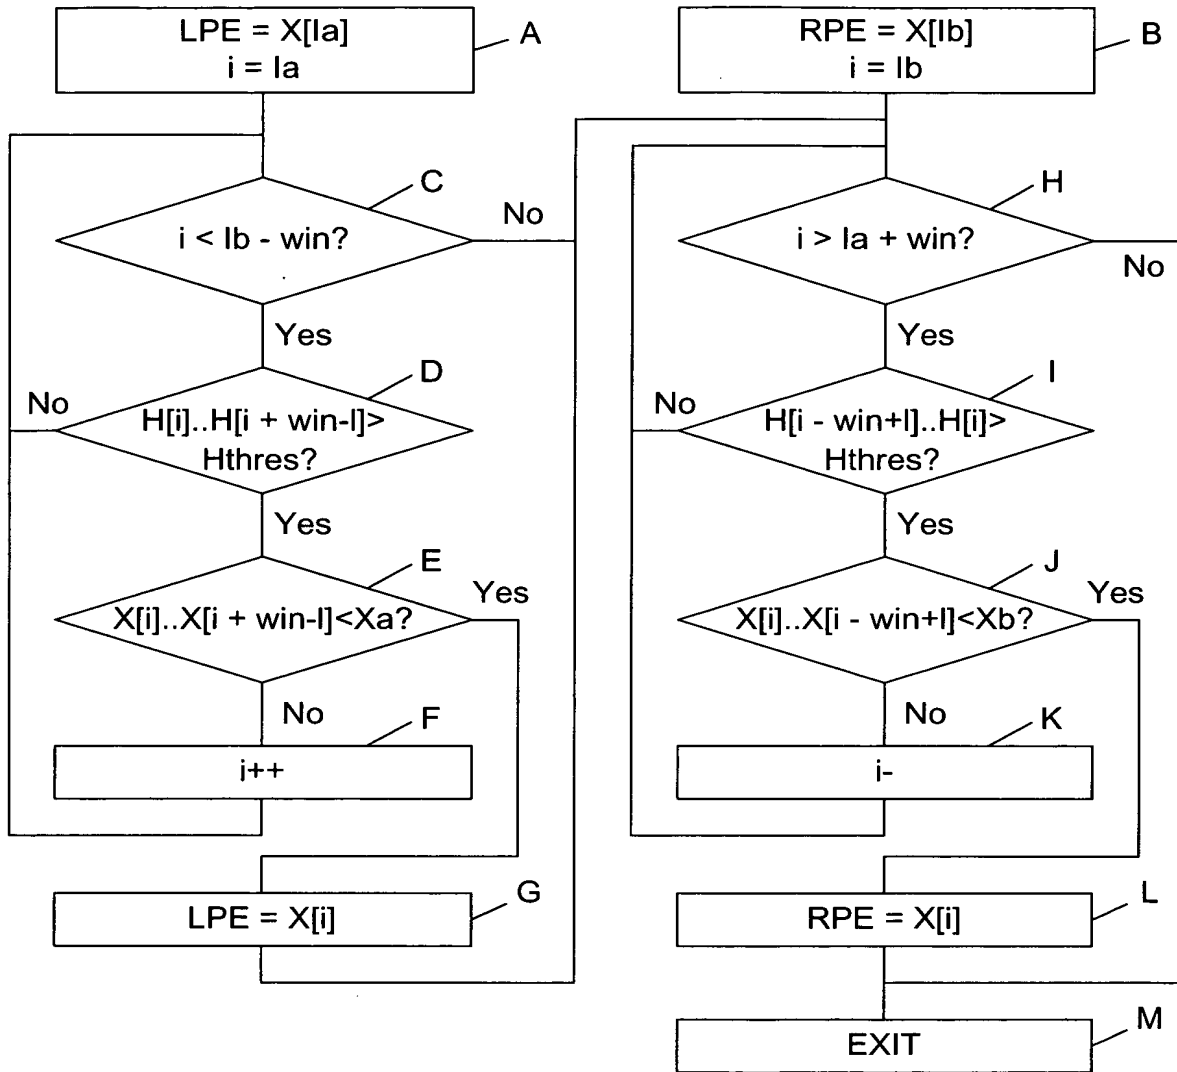 LPE = X[Ia]
i = Ia
A
C
i < Ib - win?
No
Yes
D
No
H[i]..H[i + win-I]>
Hthres?
Yes
E
X[i]..X[i + win-I]<Xa?
Yes
No
F
i++
G
LPE = X[i]
RPE = X[Ib]
i = Ib
B
H
i > Ia + win?
No
Yes
I
No
H[i - win+I]..H[i]>
Hthres?
Yes
J
X[i]..X[i - win+I]<Xb?
Yes
No
K
i-
L
RPE = X[i]
M
EXIT